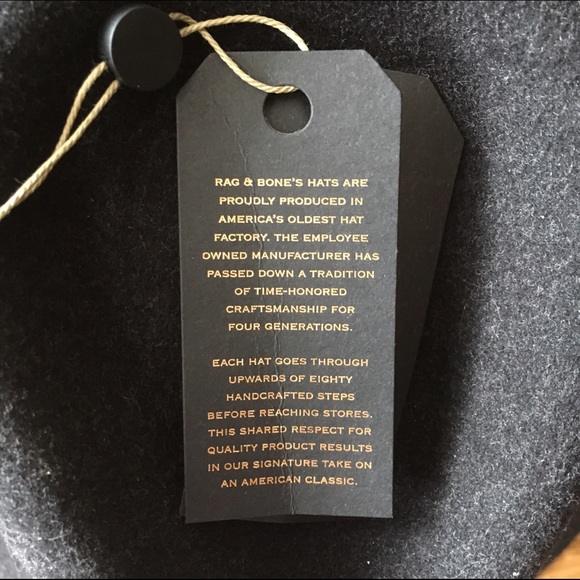 RAG & BONE'S HATS ARE
PROUDLY PRODUCED IN
AMERICA'S OLDEST HAT
FACTORY. THE EMPLOYEE
OWNED MANUFACTURER HAS
PASSED DOWN A TRADITION
OF TIME-HONORED
CRAFTSMANSHIP FOR
FOUR GENERATIONS.
EACH HAT GOES THROUGH
UPWARDS OF EIGHTY
HANDCRAFTED STEPS
BEFORE REACHING STORES.
THIS SHARED RESPECT FOR
QUALITY PRODUCT RESULTS
IN OUR SIGNATURE TAKE ON
AN AMERICAN CLASSIC.